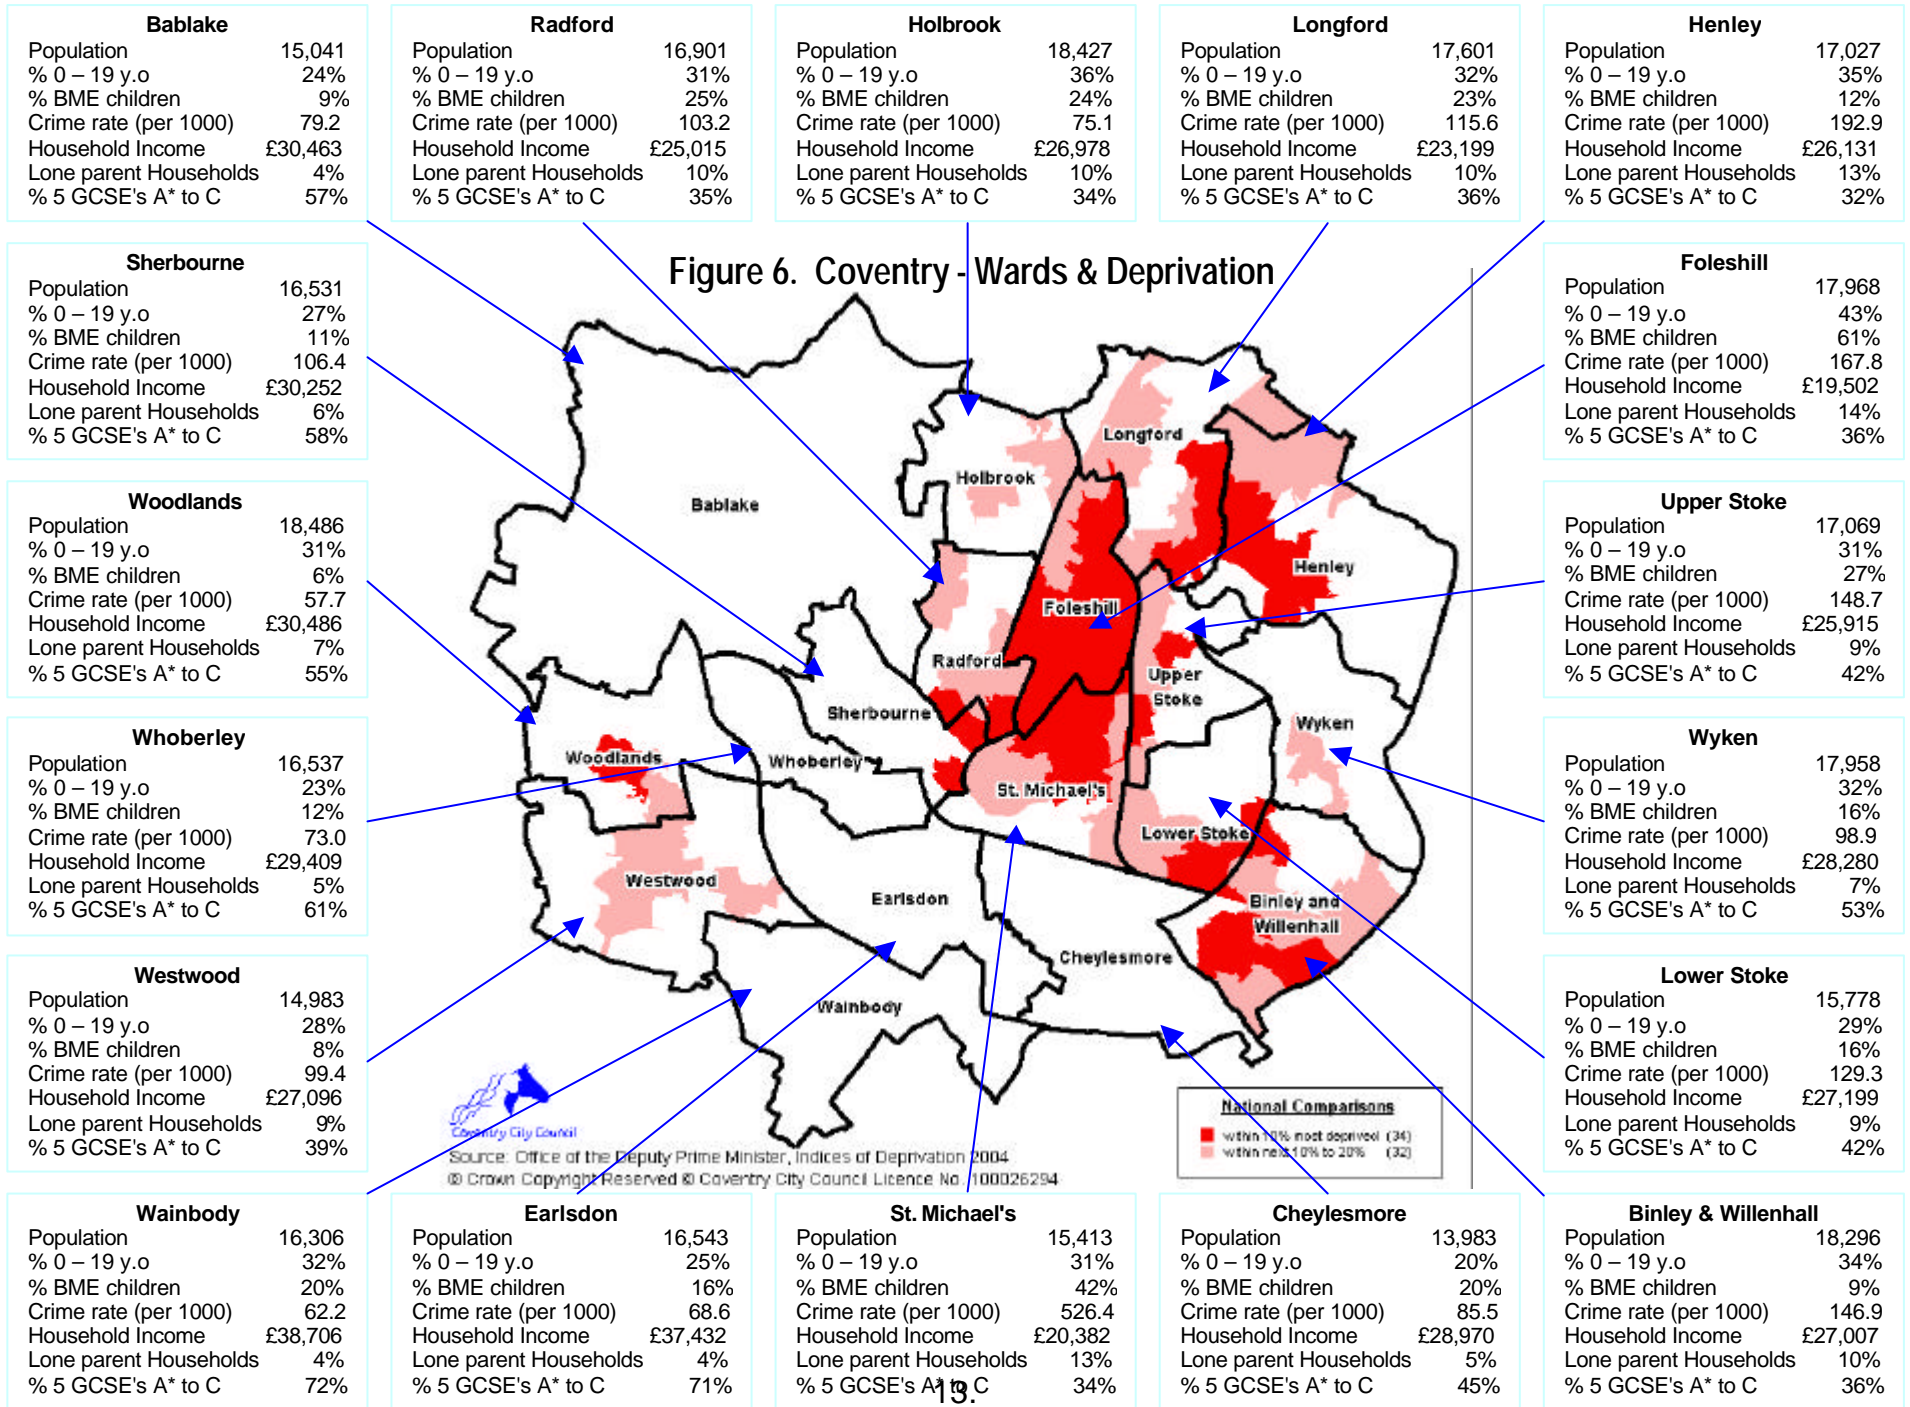 Bablake
Population 15,041
% 0 – 19 y.o 24%
% BME children 9%
Crime rate (per 1000) 79.2
Household Income £30,463
Lone parent Households 4%
% 5 GCSE's A* to C 57%
Radford
Population 16,901
% 0 – 19 y.o 31%
% BME children 25%
Crime rate (per 1000) 103.2
Household Income £25,015
Lone parent Households 10%
% 5 GCSE's A* to C 35%
Holbrook
Population 18,427
% 0 – 19 y.o 36%
% BME children 24%
Crime rate (per 1000) 75.1
Household Income £26,978
Lone parent Households 10%
% 5 GCSE's A* to C 34%
Longford
Population 17,601
% 0 – 19 y.o 32%
% BME children 23%
Crime rate (per 1000) 115.6
Household Income £23,199
Lone parent Households 10%
% 5 GCSE's A* to C 36%
Henley
Population 17,027
% 0 – 19 y.o 35%
% BME children 12%
Crime rate (per 1000) 192.9
Household Income £26,131
Lone parent Households 13%
% 5 GCSE's A* to C 32%
Sherbourne
Population 16,531
% 0 – 19 y.o 27%
% BME children 11%
Crime rate (per 1000) 106.4
Household Income £30,252
Lone parent Households 6%
% 5 GCSE's A* to C 58%
Woodlands
Population 18,486
% 0 – 19 y.o 31%
% BME children 6%
Crime rate (per 1000) 57.7
Household Income £30,486
Lone parent Households 7%
% 5 GCSE's A* to C 55%
Whoberley
Population 16,537
% 0 – 19 y.o 23%
% BME children 12%
Crime rate (per 1000) 73.0
Household Income £29,409
Lone parent Households 5%
% 5 GCSE's A* to C 61%
Westwood
Population 14,983
% 0 – 19 y.o 28%
% BME children 8%
Crime rate (per 1000) 99.4
Household Income £27,096
Lone parent Households 9%
% 5 GCSE's A* to C 39%
Figure 6. Coventry - Wards & Deprivation
Longford
Holbrook
Bablake
Henley
Foleshill
Radford
Upper
Stoke
Sherbourne
Wyken
Woodlands
Whoberley
St. Michael's
Lower Stoke
Westwood
Earlsdon
Binley and
Willenhall
Cheylesmore
Wainbody
Coventry City Council
National Comparisons
within 10% most deprived (34)
within next 10% to 20% (32)
Source: Office of the Deputy Prime Minister, Indices of Deprivation 2004
© Crown Copyright Reserved © Coventry City Council Licence No. 100026294
Foleshill
Population 17,968
% 0 – 19 y.o 43%
% BME children 61%
Crime rate (per 1000) 167.8
Household Income £19,502
Lone parent Households 14%
% 5 GCSE's A* to C 36%
Upper Stoke
Population 17,069
% 0 – 19 y.o 31%
% BME children 27%
Crime rate (per 1000) 148.7
Household Income £25,915
Lone parent Households 9%
% 5 GCSE's A* to C 42%
Wyken
Population 17,958
% 0 – 19 y.o 32%
% BME children 16%
Crime rate (per 1000) 98.9
Household Income £28,280
Lone parent Households 7%
% 5 GCSE's A* to C 53%
Lower Stoke
Population 15,778
% 0 – 19 y.o 29%
% BME children 16%
Crime rate (per 1000) 129.3
Household Income £27,199
Lone parent Households 9%
% 5 GCSE's A* to C 42%
Wainbody
Population 16,306
% 0 – 19 y.o 32%
% BME children 20%
Crime rate (per 1000) 62.2
Household Income £38,706
Lone parent Households 4%
% 5 GCSE's A* to C 72%
Earlsdon
Population 16,543
% 0 – 19 y.o 25%
% BME children 16%
Crime rate (per 1000) 68.6
Household Income £37,432
Lone parent Households 4%
% 5 GCSE's A* to C 71%
St. Michael's
Population 15,413
% 0 – 19 y.o 31%
% BME children 42%
Crime rate (per 1000) 526.4
Household Income £20,382
Lone parent Households 13%
% 5 GCSE's A* to C 34%
Cheylesmore
Population 13,983
% 0 – 19 y.o 20%
% BME children 20%
Crime rate (per 1000) 85.5
Household Income £28,970
Lone parent Households 5%
% 5 GCSE's A* to C 45%
Binley & Willenhall
Population 18,296
% 0 – 19 y.o 34%
% BME children 9%
Crime rate (per 1000) 146.9
Household Income £27,007
Lone parent Households 10%
% 5 GCSE's A* to C 36%
13.